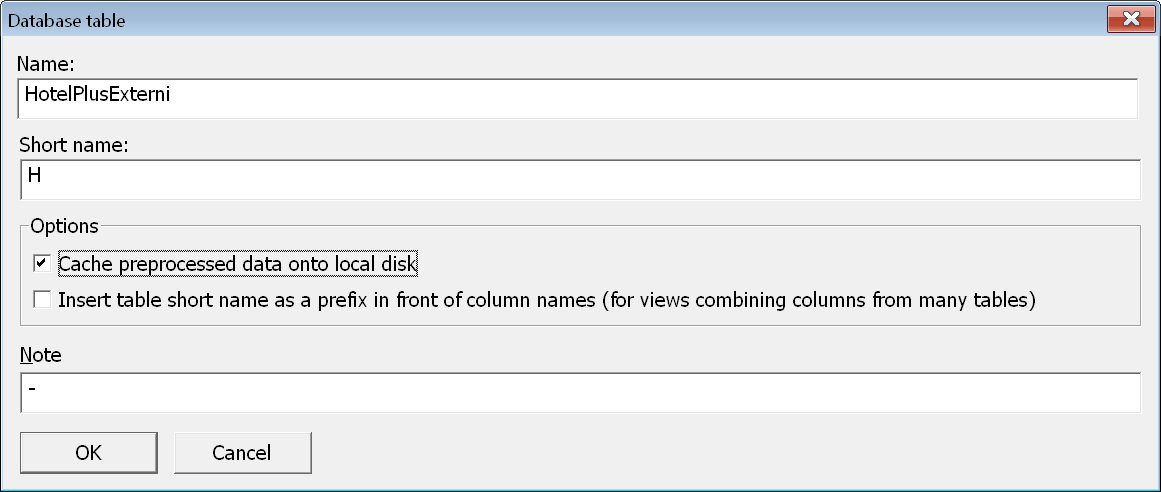 Database table
Name:
HotelPlusExterni
Short name:
H
Options
Cache preprocessed data onto local disk
Insert table short name as a prefix in front of column names (for views combining columns from many tables)
Note
-
OK Cancel